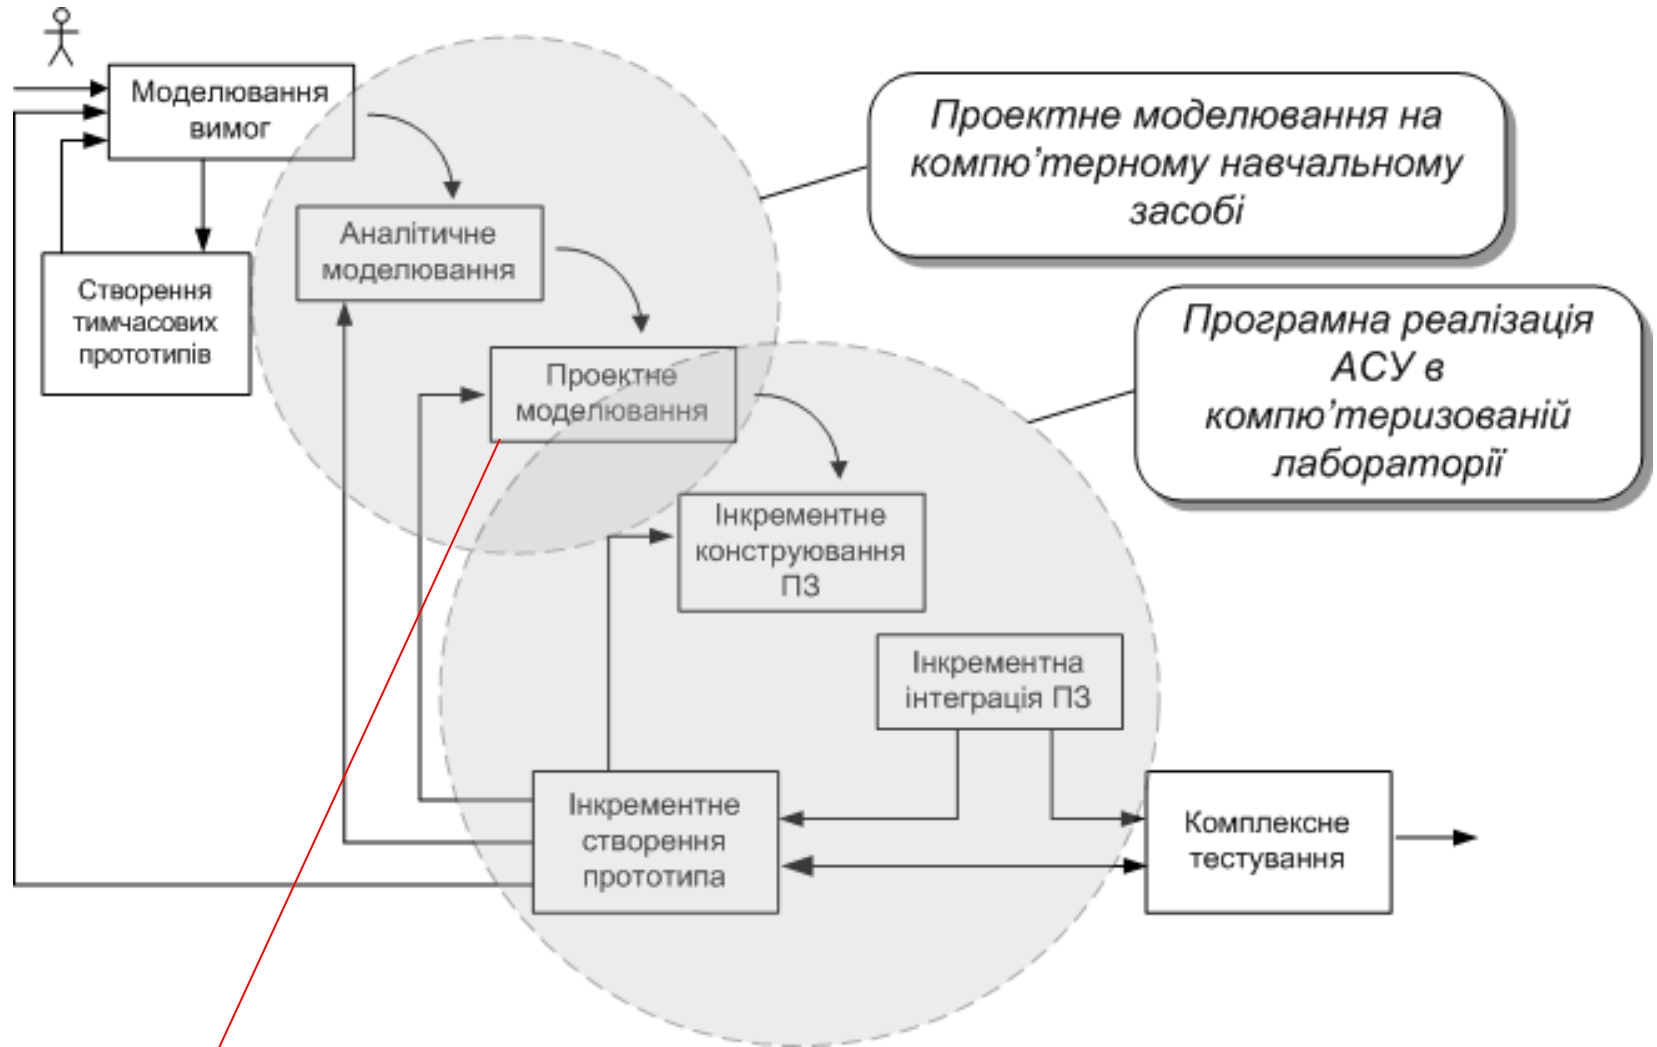 Моделювання
вимог
Створення
тимчасових
прототипів
Аналітичне
моделювання
Проектне
моделювання
Інкрементне
конструювання
ПЗ
Інкрементна
інтеграція ПЗ
Інкрементне
створення
прототипа
Комплексне
тестування
Проектне моделювання на
компю’терному навчальному
засобі
Програмна реалізація
АСУ в
компю’теризованій
лабораторії